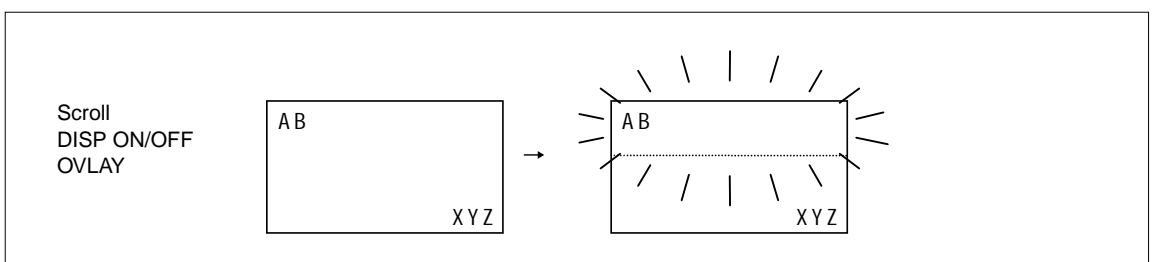 Scroll
DISP ON/OFF
OVLAY
AB
XYZ
AB
XYZ